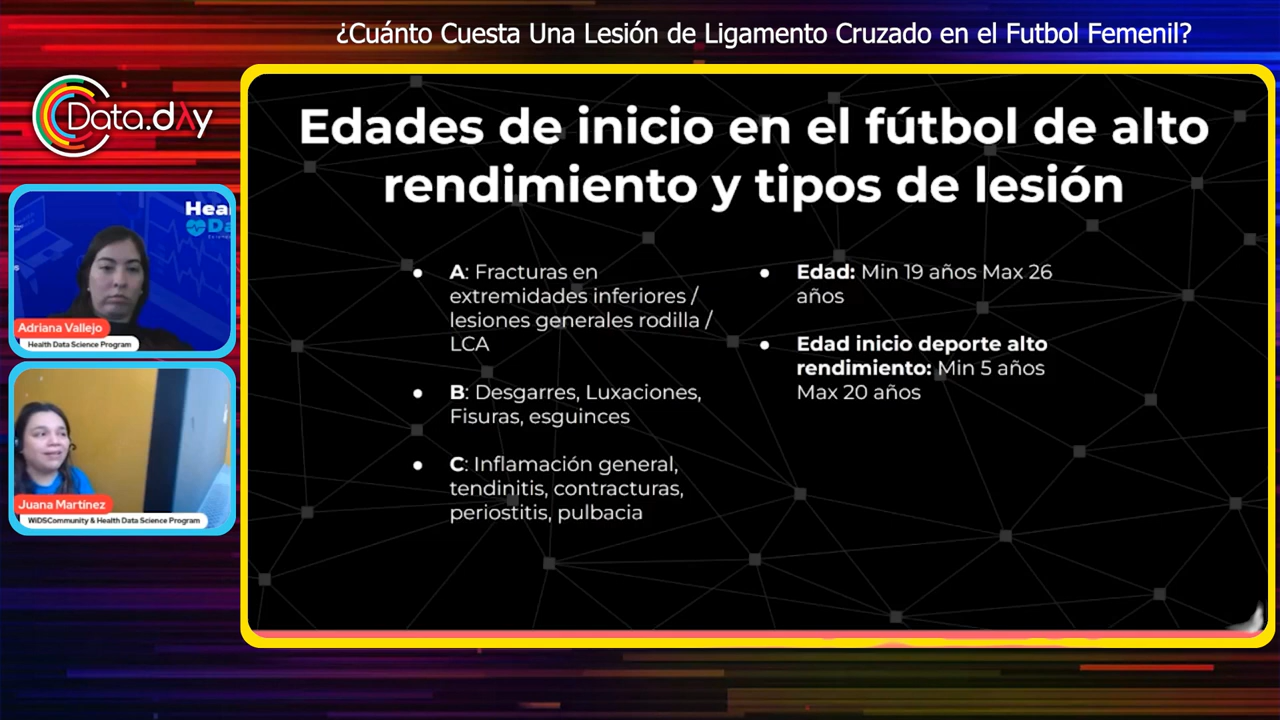 ¿Cuánto Cuesta Una Lesión de Ligamento Cruzado en el Futbol Femenil?
Data.dAy
Edades de inicio en el fútbol de alto
rendimiento y tipos de lesión
A: Fracturas en
extremidades inferiores /
lesiones generales rodilla /
LCA
B: Desgarres, Luxaciones,
Fisuras, esguinces
C: Inflamación general,
tendinitis, contracturas,
periostitis, pulbacia
Edad: Min 19 años Max 26
años
Edad inicio deporte alto
rendimiento: Min 5 años
Max 20 años
Hea
Da
Adriana Vallejo
Health Data Science Program
Juana Martínez
WiDSCommunity & Health Data Science Program